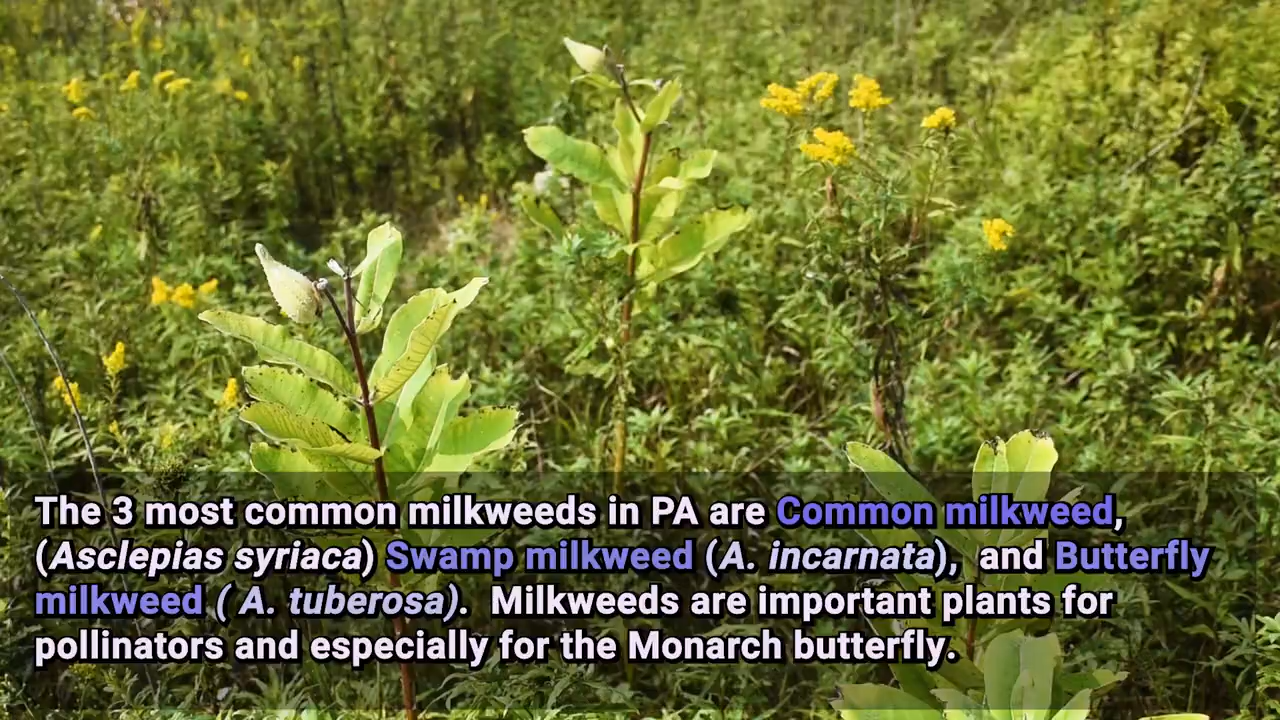 The 3 most common milkweeds in PA are Common milkweed,
(Asclepias syriaca) Swamp milkweed (A. incarnata),  and Butterfly
milkweed ( A. tuberosa).  Milkweeds are important plants for
pollinators and especially for the Monarch butterfly.